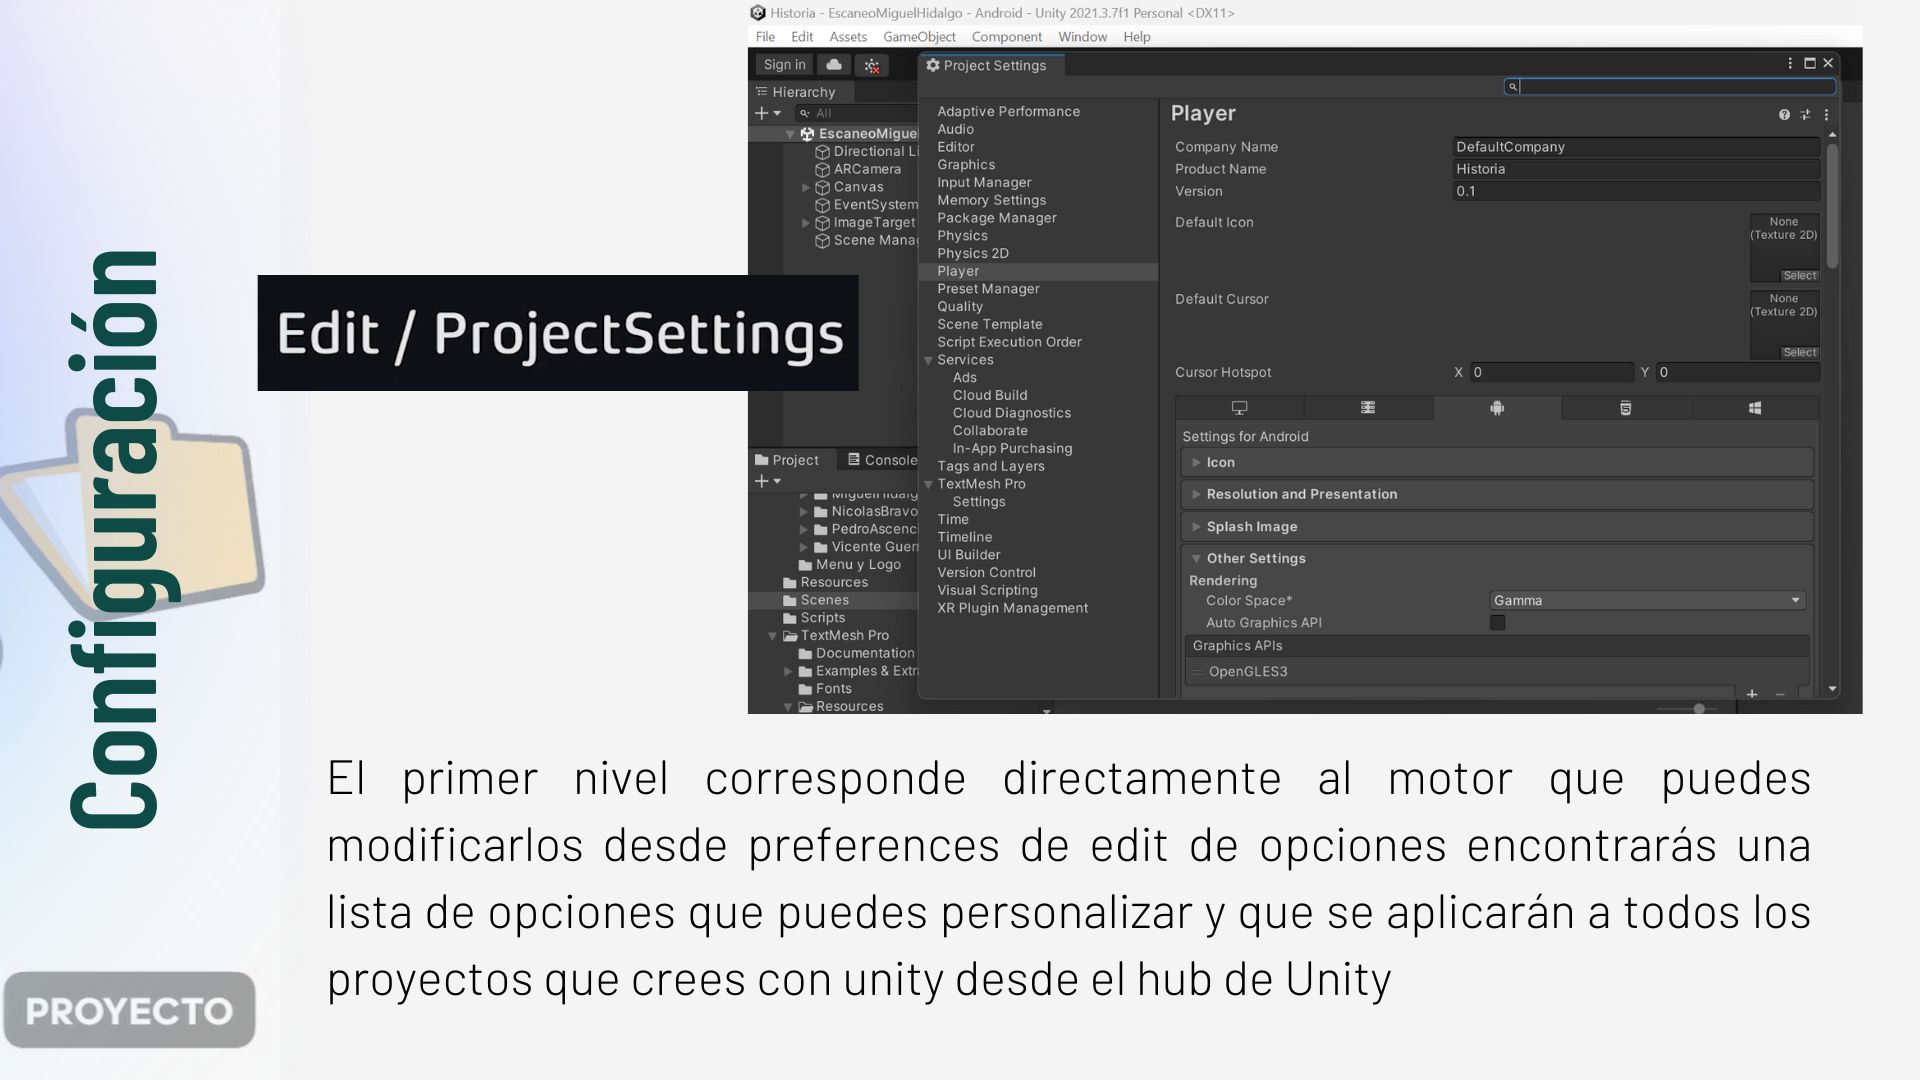 Configuración
PROYECTO
Edit / ProjectSettings
Historia - EscaneoMiguelHidalgo - Android - Unity 2021.3.7f1 Personal <DX11>
File Edit Assets GameObject Component Window Help
Sign in
Hierarchy
All
EscaneoMigue
Directional Li
ARCamera
Canvas
EventSystem
ImageTarget
Scene Mana
Project Console
MiguelHidalg
NicolasBravo
PedroAscenc
Vicente Guerr
Menu y Logo
Resources
Scenes
Scripts
TextMesh Pro
Documentation
Examples & Extr
Fonts
Resources
Project Settings
Adaptive Performance
Audio
Editor
Graphics
Input Manager
Memory Settings
Package Manager
Physics
Physics 2D
Player
Preset Manager
Quality
Scene Template
Script Execution Order
Services
Ads
Cloud Build
Cloud Diagnostics
Collaborate
In-App Purchasing
Tags and Layers
TextMesh Pro
Settings
Time
Timeline
UI Builder
Version Control
Visual Scripting
XR Plugin Management
Player
Company Name DefaultCompany
Product Name Historia
Version 0.1
Default Icon
None
(Texture 2D)
Select
Default Cursor
None
(Texture 2D)
Select
Cursor Hotspot X 0 Y 0
Settings for Android
Icon
Resolution and Presentation
Splash Image
Other Settings
Rendering
Color Space* Gamma
Auto Graphics API
Graphics APIs
OpenGLES3
El primer nivel corresponde directamente al motor que puedes
modificarlos desde preferences de edit de opciones encontrarás una
lista de opciones que puedes personalizar y que se aplicarán a todos los
proyectos que crees con unity desde el hub de Unity